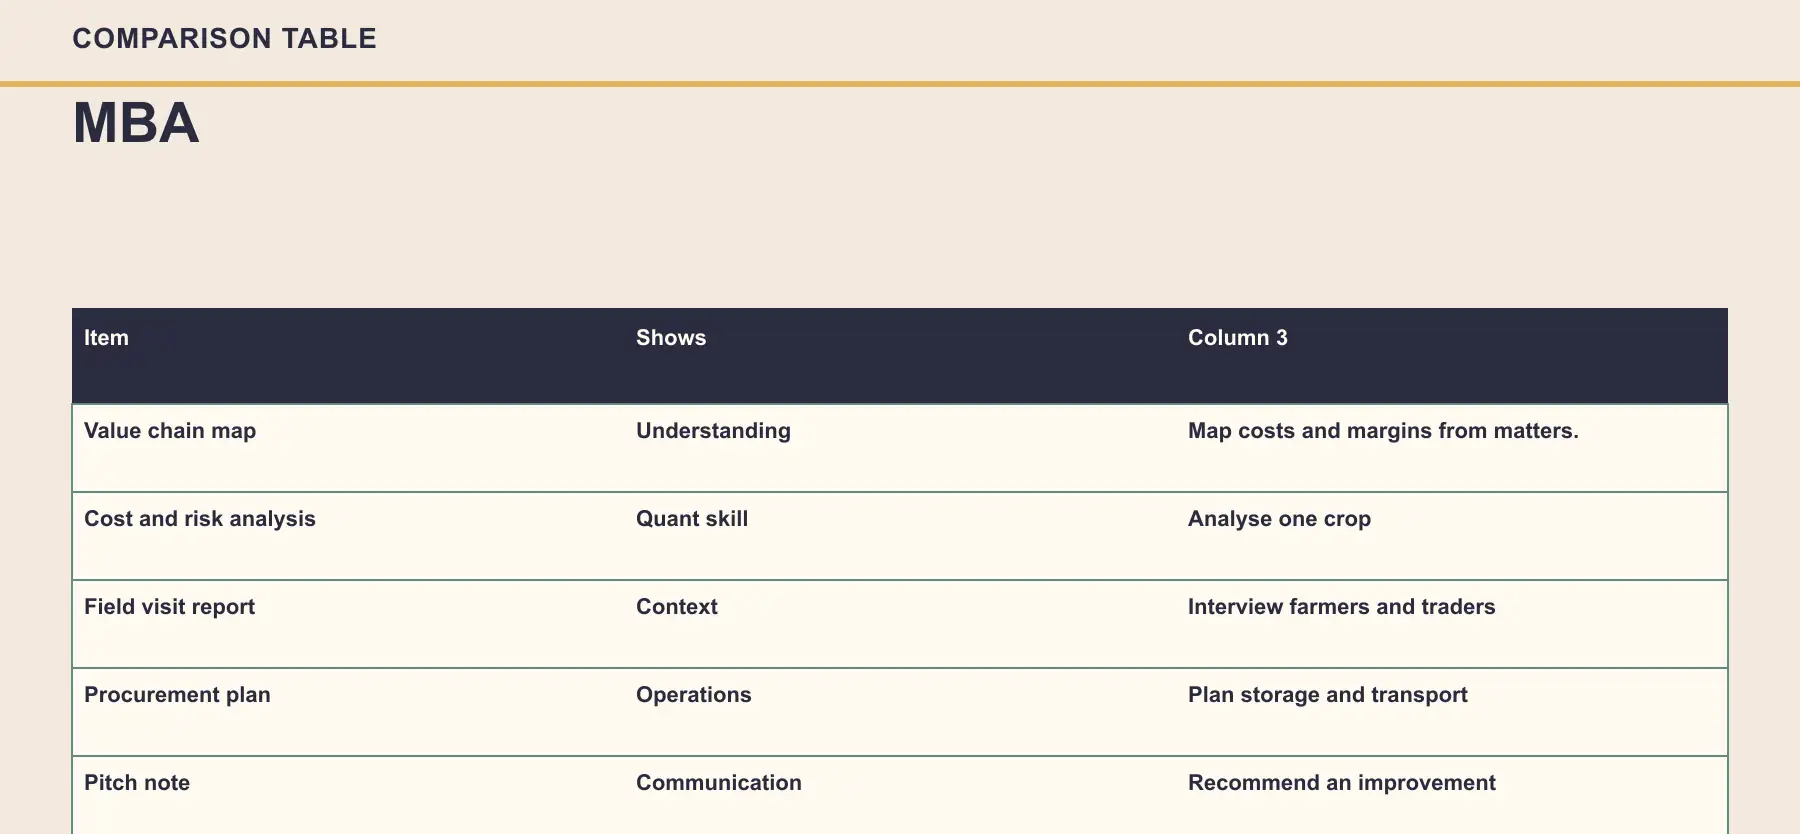 COMPARISON TABLE
MBA
Item Shows Column 3
Value chain map Understanding Map costs and margins from matters.
Cost and risk analysis Quant skill Analyse one crop
Field visit report Context Interview farmers and traders
Procurement plan Operations Plan storage and transport
Pitch note Communication Recommend an improvement